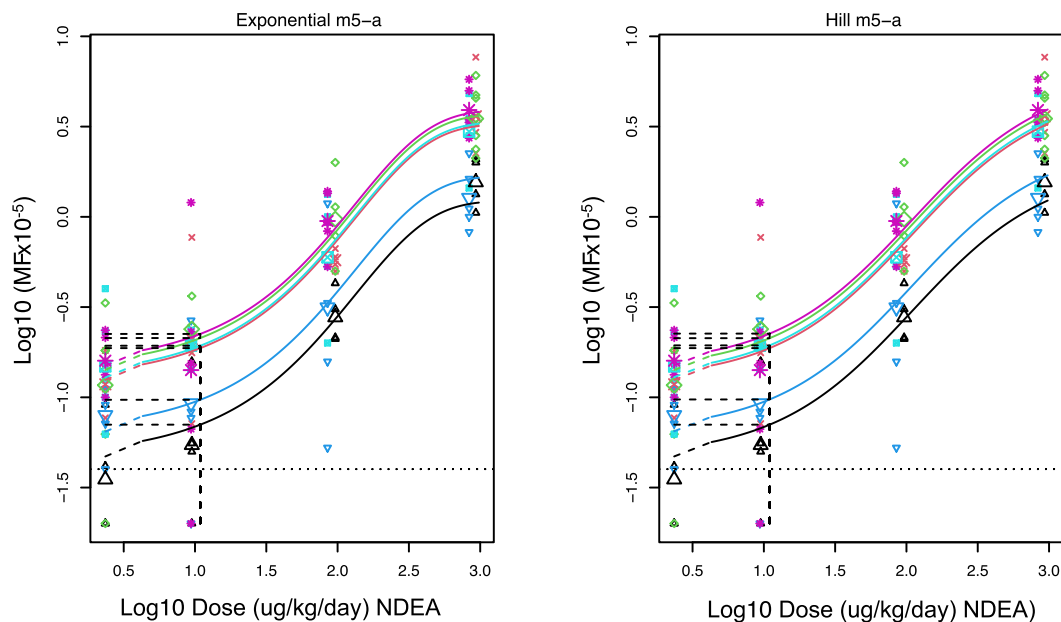 Exponential m5−a
Log10 (MFx10-5)
1.0
0.5
0.0
−0.5
−1.0
−1.5
0.5 1.0 1.5 2.0 2.5 3.0
Log10 Dose (ug/kg/day) NDEA
Hill m5−a
Log10 (MFx10-5)
1.0
0.5
0.0
−0.5
−1.0
−1.5
0.5 1.0 1.5 2.0 2.5 3.0
Log10 Dose (ug/kg/day) NDEA)